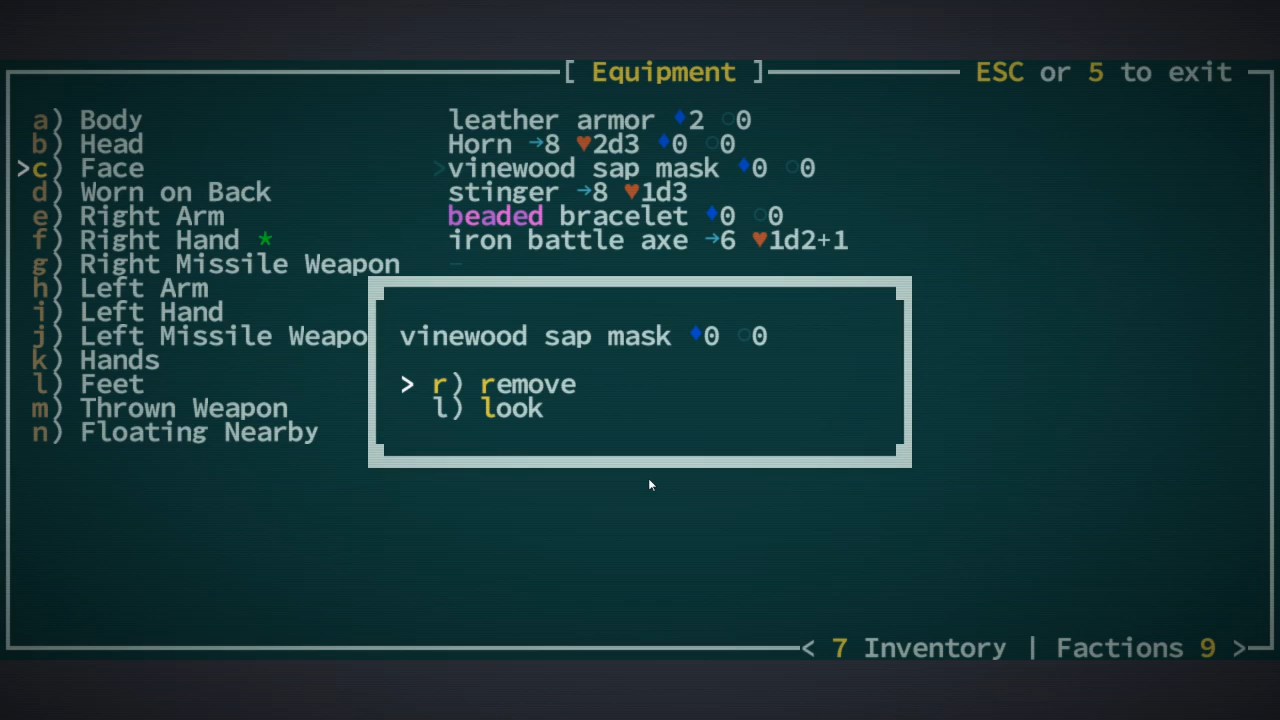 [ Equipment ] ESC or 5 to exit
a) Body leather armor ♦2 ○0
b) Head Horn →8 ♥2d3 ♦0 ○0
>c) Face >vinewood sap mask ♦0 ○0
d) Worn on Back stinger →8 ♥1d3
e) Right Arm beaded bracelet ♦0 ○0
f) Right Hand * iron battle axe →6 ♥1d2+1
g) Right Missile Weapon –
h) Left Arm
i) Left Hand
j) Left Missile Weapo
k) Hands
l) Feet
m) Thrown Weapon
n) Floating Nearby
vinewood sap mask ♦0 ○0
> r) remove
l) look
< 7 Inventory | Factions 9 >